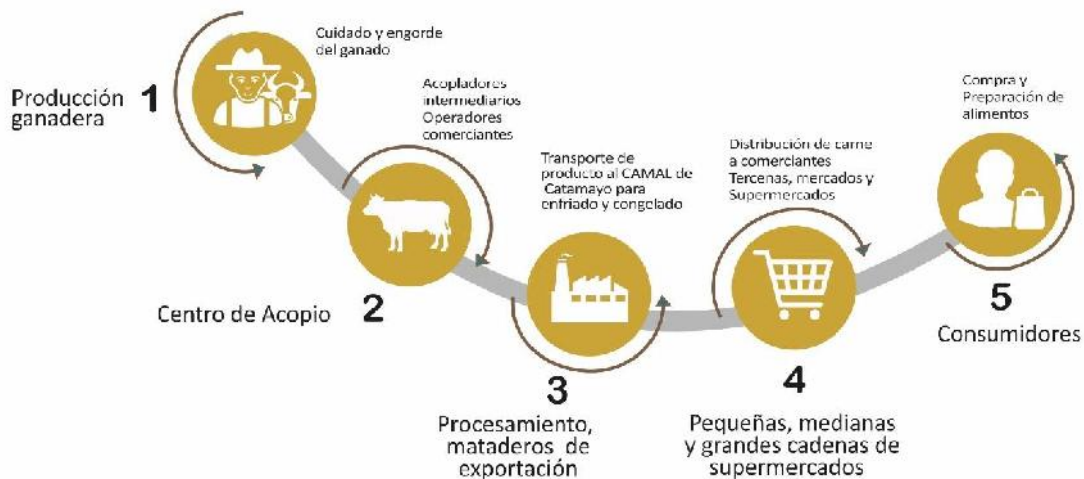 Producción
ganadera
1
Cuidado y engorde
del ganado
Centro de Acopio
2
Acopladores
intermediarios
Operadores
comerciantes
3
Procesamiento,
mataderos de
exportación
Transporte de
producto al CAMAL de
Catamayo para
enfriado y congelado
4
Pequeñas, medianas
y grandes cadenas de
supermercados
Distribución de carne
a comerciantes
Tercenas, mercados y
Supermercados
5
Consumidores
Compra y
Preparación de
alimentos